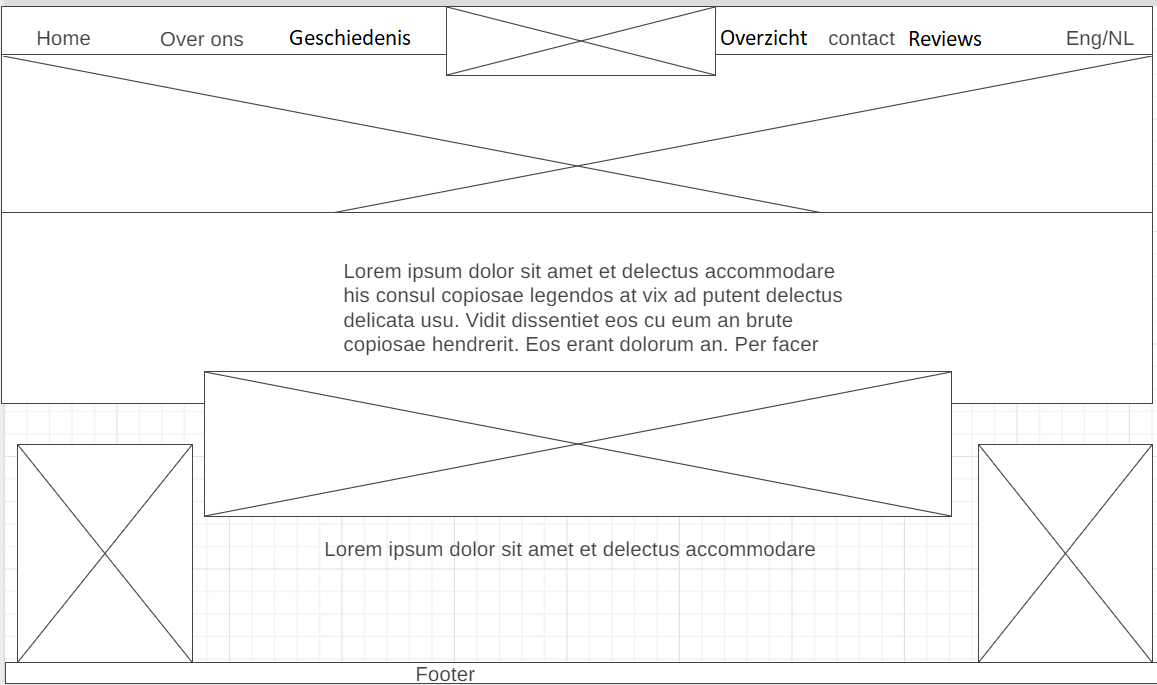 Home Over ons Geschiedenis Overzicht contact Reviews Eng/NL
Lorem ipsum dolor sit amet et delectus accommodare
his consul copiosae legendos at vix ad putent delectus
delicata usu. Vidit dissentiet eos cu eum an brute
copiosae hendrerit. Eos erant dolorum an. Per facer
Lorem ipsum dolor sit amet et delectus accommodare
Footer